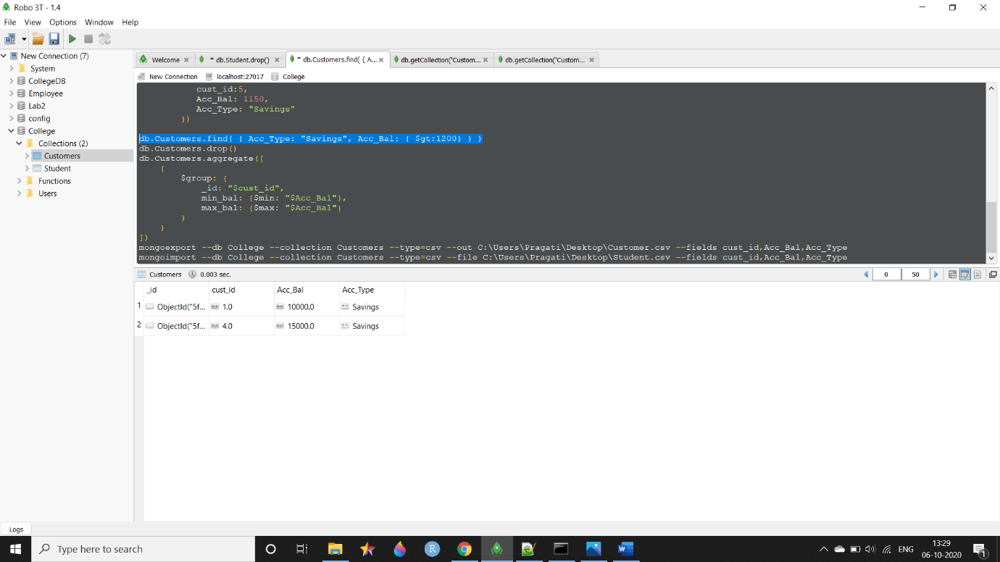 Robo 3T - 1.4
File View Options Window Help
New Connection (7)
System
CollegeDB
Employee
Lab2
config
College
Collections (2)
Customers
Student
Functions
Users
Welcome * db.Student.drop() * db.Customers.find( { A... db.getCollection('Custom... db.getCollection('Custom...
New Connection localhost:27017 College
cust_id:5,
Acc_Bal: 1150,
Acc_Type: "Savings"
})
db.Customers.find( { Acc_Type: "Savings", Acc_Bal: { $gt:1200} } )
db.Customers.drop()
db.Customers.aggregate([
{
$group: {
_id: "$cust_id",
min_bal: {$min: "$Acc_Bal"},
max_bal: {$max: "$Acc_Bal"}
}
}
])
mongoexport --db College --collection Customers --type=csv --out C:\Users\Pragati\Desktop\Customer.csv --fields cust_id,Acc_Bal,Acc_Type
mongoimport --db College --collection Customers --type=csv --file C:\Users\Pragati\Desktop\Student.csv --fields cust_id,Acc_Bal,Acc_Type
Customers 0.003 sec. 0 50
_id cust_id Acc_Bal Acc_Type
1 ObjectId("5f... 1.0 10000.0 Savings
2 ObjectId("5f... 4.0 15000.0 Savings
Logs
Type here to search
R
W
ENG
13:29
06-10-2020
1